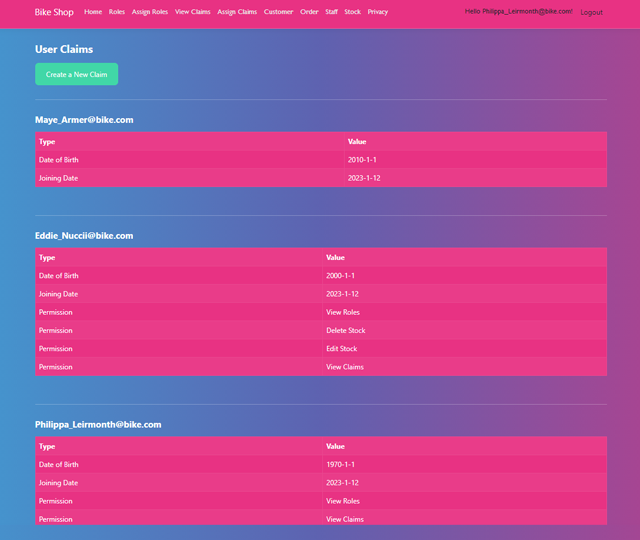 Bike Shop Home Roles Assign Roles View Claims Assign Claims Customer Order Staff Stock Privacy Hello Philippa_Leirmonth@bike.com! Logout
User Claims
Create a New Claim
Maye_Armer@bike.com
Type Value
Date of Birth 2010-1-1
Joining Date 2023-1-12
Eddie_Nuccii@bike.com
Type Value
Date of Birth 2000-1-1
Joining Date 2023-1-12
Permission View Roles
Permission Delete Stock
Permission Edit Stock
Permission View Claims
Philippa_Leirmonth@bike.com
Type Value
Date of Birth 1970-1-1
Joining Date 2023-1-12
Permission View Roles
Permission View Claims